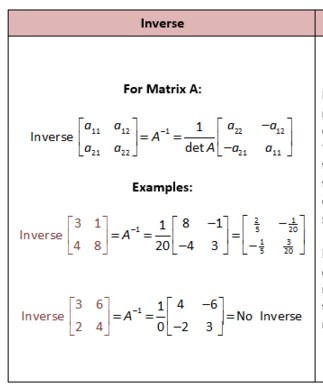 Inverse
For Matrix A:
Inverse [a₁₁ a₁₂; a₂₁ a₂₂] = A⁻¹ = 1/det A [a₂₂ −a₁₂; −a₂₁ a₁₁]
Examples:
Inverse [3 1; 4 8] = A⁻¹ = 1/20 [8 −1; −4 3] = [2/5 −1/20; −1/5 3/20]
Inverse [3 6; 2 4] = A⁻¹ = 1/0 [4 −6; −2 3] = No Inverse